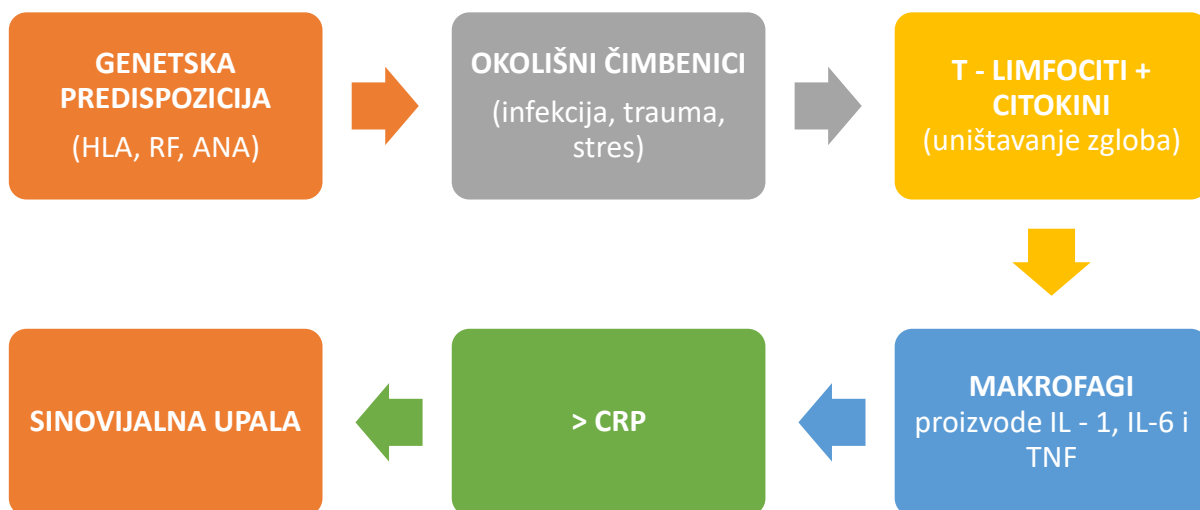 GENETSKA
PREDISPOZICIJA
(HLA, RF, ANA)
OKOLIŠNI ČIMBENICI
(infekcija, trauma,
stres)
T - LIMFOCITI +
CITOKINI
(uništavanje zgloba)
MAKROFAGI
proizvode IL - 1, IL-6 i
TNF
> CRP
SINOVIJALNA UPALA